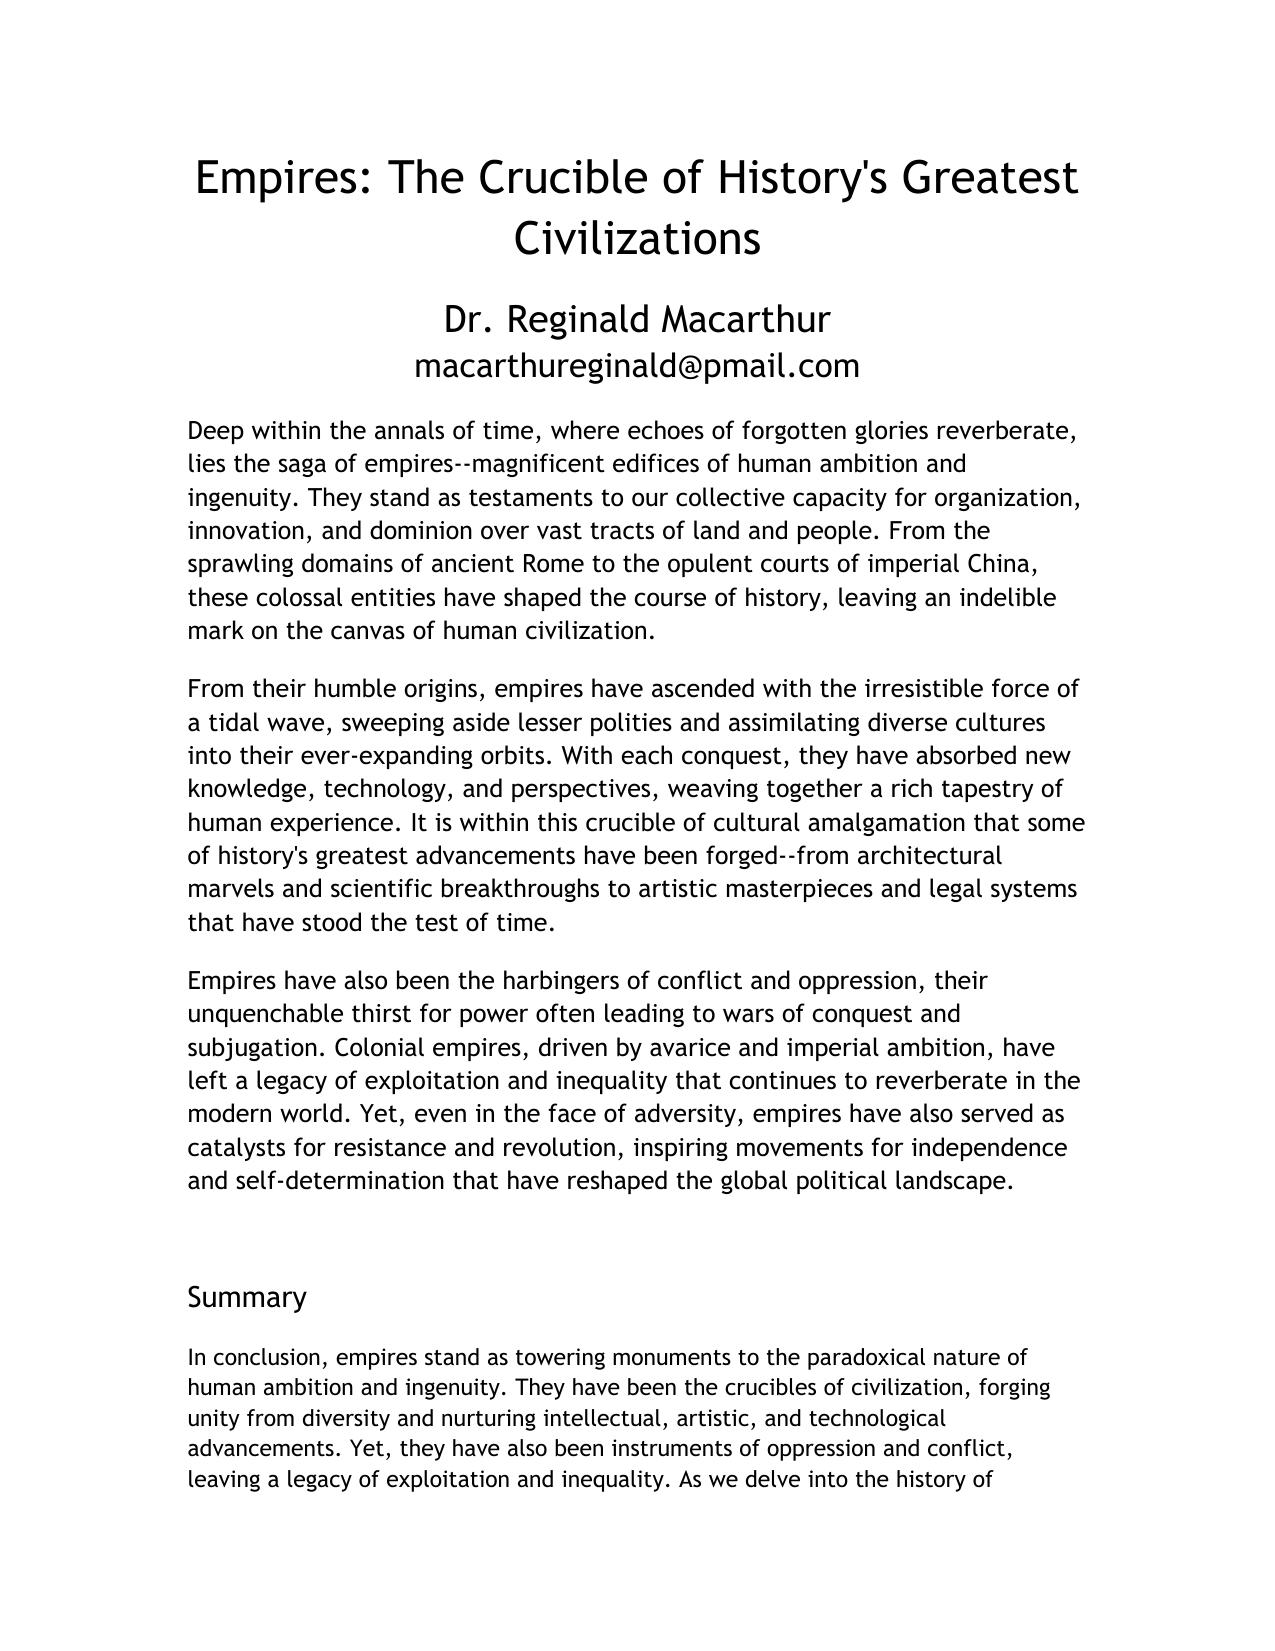 Empires: The Crucible of History's Greatest
Civilizations
Dr. Reginald Macarthur
macarthureginald@pmail.com
Deep within the annals of time, where echoes of forgotten glories reverberate,
lies the saga of empires--magnificent edifices of human ambition and
ingenuity. They stand as testaments to our collective capacity for organization,
innovation, and dominion over vast tracts of land and people. From the
sprawling domains of ancient Rome to the opulent courts of imperial China,
these colossal entities have shaped the course of history, leaving an indelible
mark on the canvas of human civilization.
From their humble origins, empires have ascended with the irresistible force of
a tidal wave, sweeping aside lesser polities and assimilating diverse cultures
into their ever-expanding orbits. With each conquest, they have absorbed new
knowledge, technology, and perspectives, weaving together a rich tapestry of
human experience. It is within this crucible of cultural amalgamation that some
of history's greatest advancements have been forged--from architectural
marvels and scientific breakthroughs to artistic masterpieces and legal systems
that have stood the test of time.
Empires have also been the harbingers of conflict and oppression, their
unquenchable thirst for power often leading to wars of conquest and
subjugation. Colonial empires, driven by avarice and imperial ambition, have
left a legacy of exploitation and inequality that continues to reverberate in the
modern world. Yet, even in the face of adversity, empires have also served as
catalysts for resistance and revolution, inspiring movements for independence
and self-determination that have reshaped the global political landscape.
Summary
In conclusion, empires stand as towering monuments to the paradoxical nature of
human ambition and ingenuity. They have been the crucibles of civilization, forging
unity from diversity and nurturing intellectual, artistic, and technological
advancements. Yet, they have also been instruments of oppression and conflict,
leaving a legacy of exploitation and inequality. As we delve into the history of